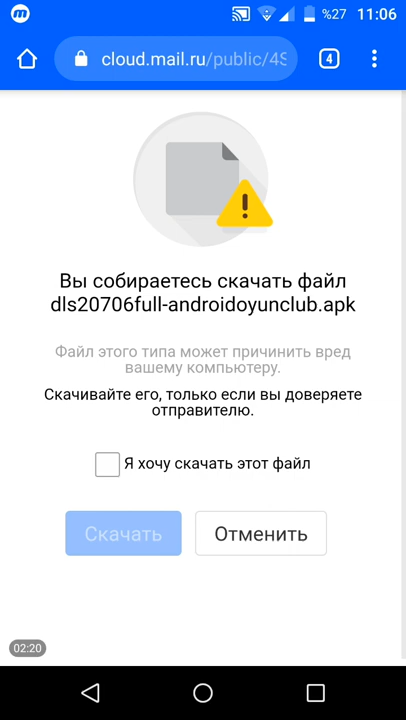 %27 11:06
cloud.mail.ru/public/4S
4
Вы собираетесь скачать файл
dls20706full-androidoyunclub.apk
Файл этого типа может причинить вред
вашему компьютеру.
Скачивайте его, только если вы доверяете
отправителю.
Я хочу скачать этот файл
Скачать
Отменить
02:20